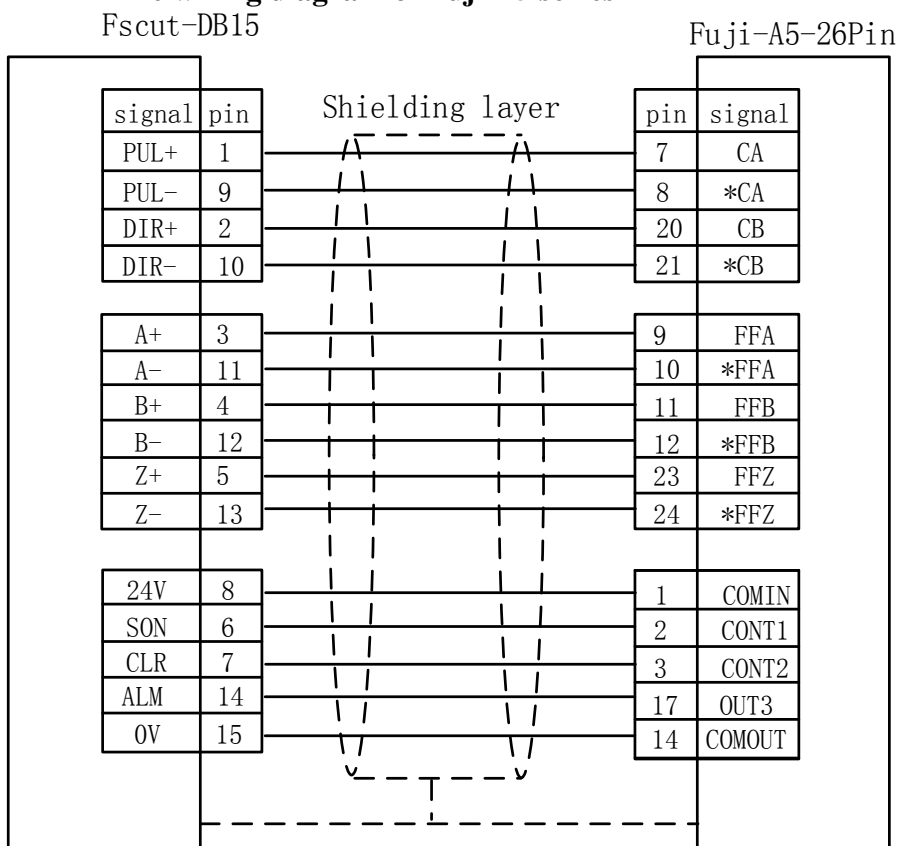 Fscut-DB15
Fuji-A5-26Pin
Shielding layer
signal pin
PUL+ 1
PUL- 9
DIR+ 2
DIR- 10
A+ 3
A- 11
B+ 4
B- 12
Z+ 5
Z- 13
24V 8
SON 6
CLR 7
ALM 14
0V 15
pin signal
7 CA
8 *CA
20 CB
21 *CB
9 FFA
10 *FFA
11 FFB
12 *FFB
23 FFZ
24 *FFZ
1 COMIN
2 CONT1
3 CONT2
17 OUT3
14 COMOUT